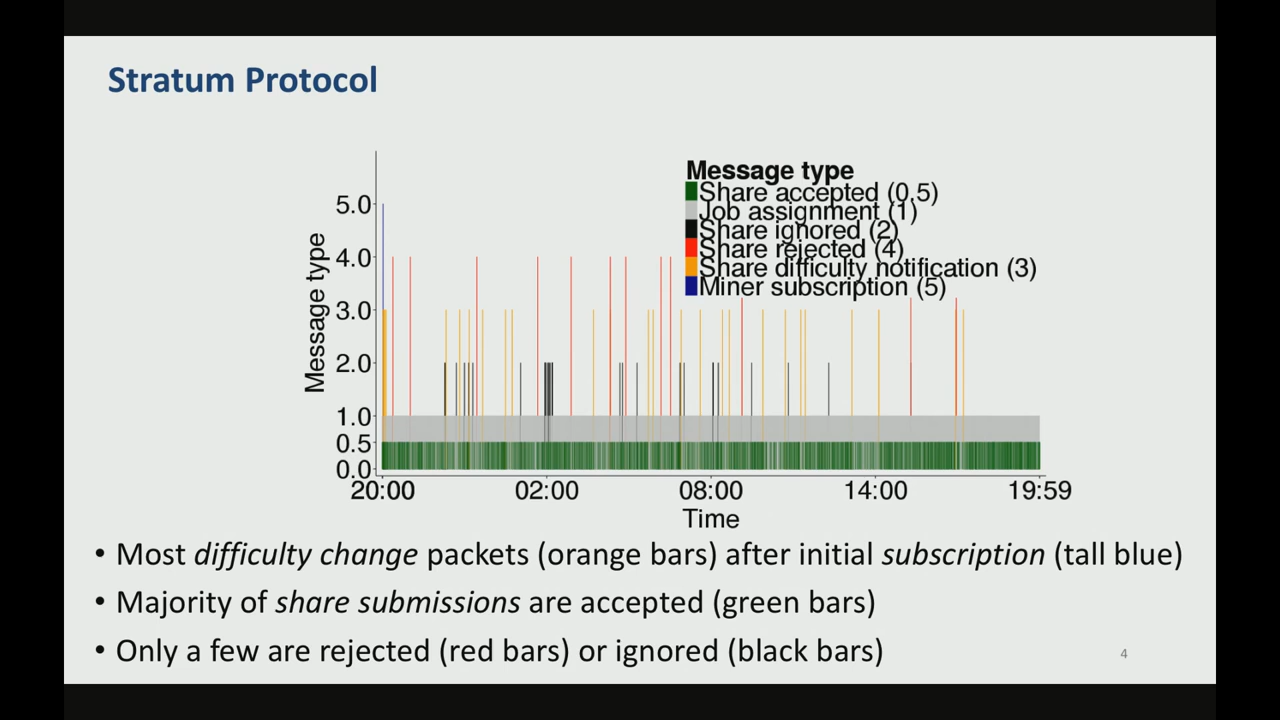 Stratum Protocol
Message type
Share accepted (0.5)
Job assignment (1)
Share ignored (2)
Share rejected (4)
Share difficulty notification (3)
Miner subscription (5)
Message type
5.0
4.0
3.0
2.0
1.0
0.5
0.0
20:00 02:00 08:00 14:00 19:59
Time
• Most difficulty change packets (orange bars) after initial subscription (tall blue)
• Majority of share submissions are accepted (green bars)
• Only a few are rejected (red bars) or ignored (black bars)
4